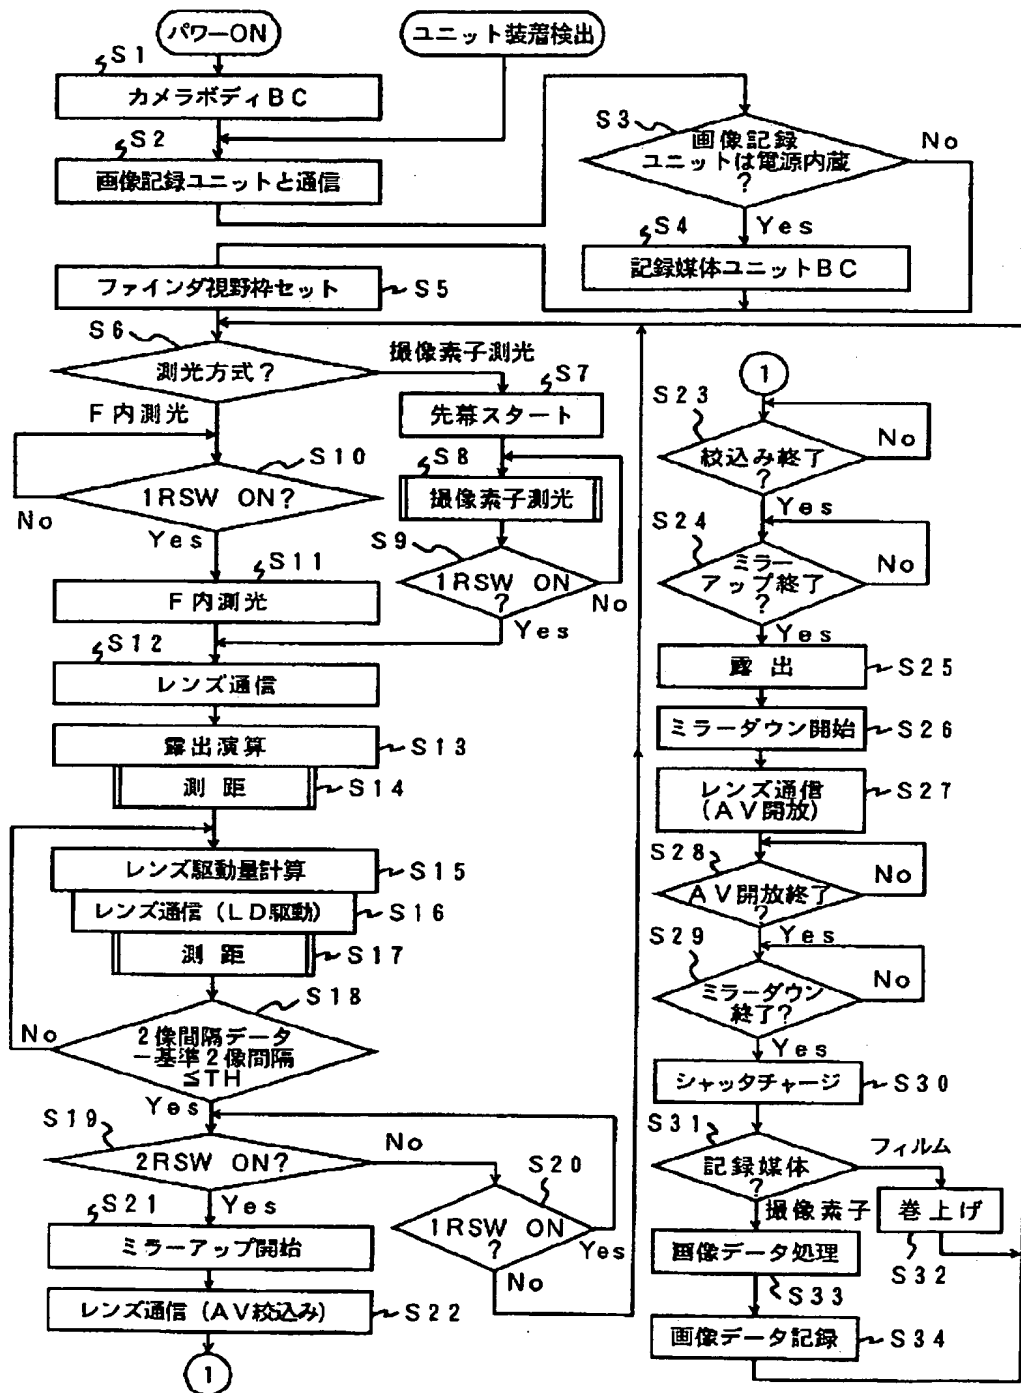 パワーON
ユニット装着検出
S1
カメラボディBC
S2
画像記録ユニットと通信
S3
画像記録
ユニットは電源内蔵
?
No
Yes
S4
記録媒体ユニットBC
ファインダ視野枠セット
S5
S6
測光方式?
撮像素子測光
F内測光
S7
先幕スタート
S8
撮像素子測光
S9
1RSW ON
?
No
Yes
S10
1RSW ON?
No
Yes
S11
F内測光
S12
レンズ通信
露出演算
S13
測距
S14
レンズ駆動量計算
S15
レンズ通信(LD駆動)
S16
測距
S17
S18
2像間隔データ
−基準2像間隔
≦TH
No
Yes
S19
2RSW ON?
No
Yes
S20
1RSW ON
?
Yes
No
S21
ミラーアップ開始
レンズ通信(AV絞込み)
S22
1
1
S23
絞込み終了
?
No
Yes
S24
ミラー
アップ終了
?
No
Yes
露出
S25
ミラーダウン開始
S26
レンズ通信
(AV開放)
S27
S28
AV開放終了
?
No
Yes
S29
ミラーダウン
終了?
No
Yes
シャッタチャージ
S30
S31
記録媒体
?
フィルム
撮像素子
巻上げ
S32
画像データ処理
S33
画像データ記録
S34